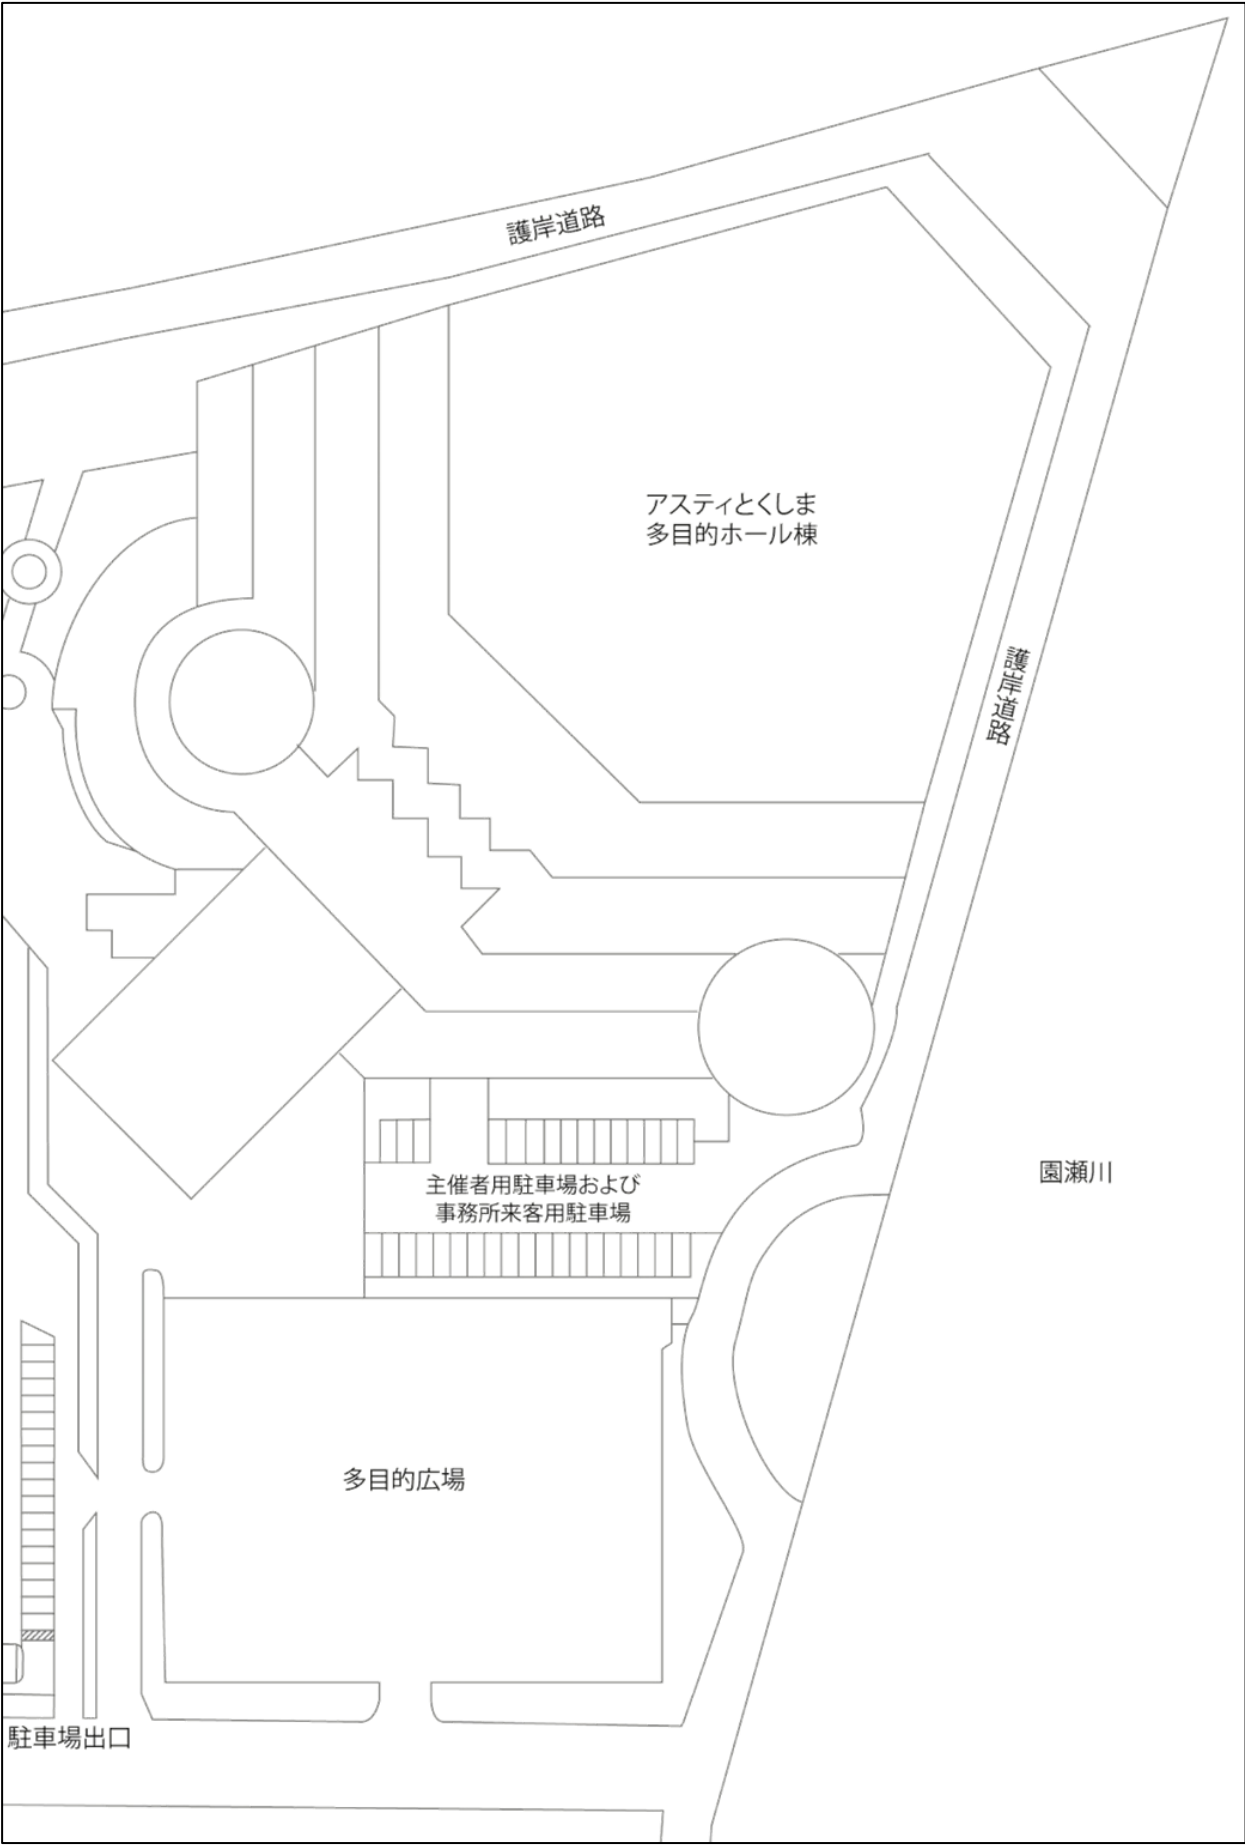 護岸道路
アスティとくしま
多目的ホール棟
護岸道路
園瀬川
主催者用駐車場および
事務所来客用駐車場
多目的広場
駐車場出口